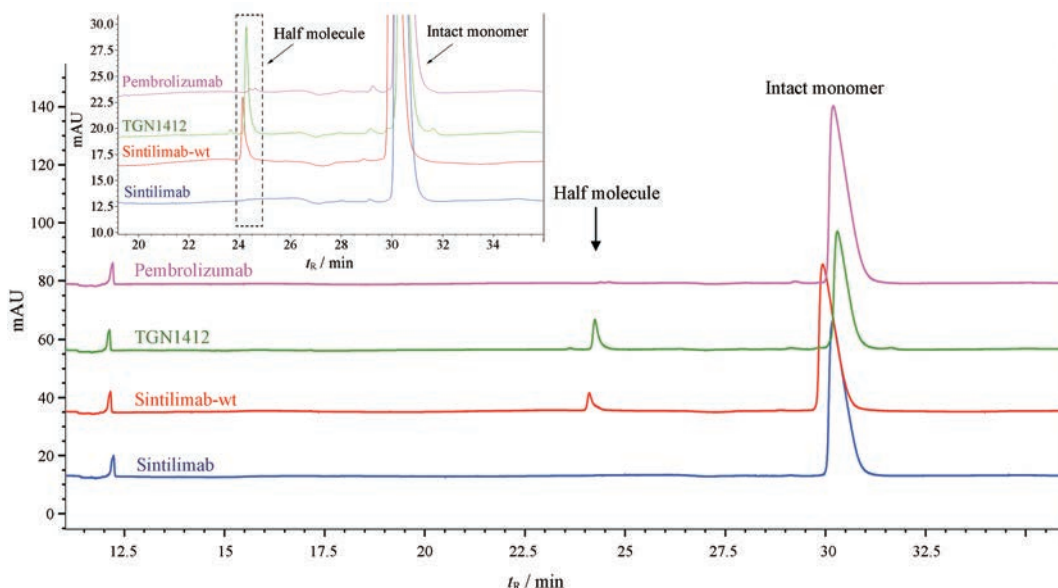 30.0
27.5
25.0
22.5
20.0
17.5
15.0
12.5
10.0
mAU
Half molecule
Intact monomer
Pembrolizumab
TGN1412
Sintilimab-wt
Sintilimab
20 22 24 26 28 30 32 34
tR / min
140
120
100
80
60
40
20
0
mAU
Intact monomer
Half molecule
Pembrolizumab
TGN1412
Sintilimab-wt
Sintilimab
12.5 15 17.5 20 22.5 25 27.5 30 32.5
tR / min